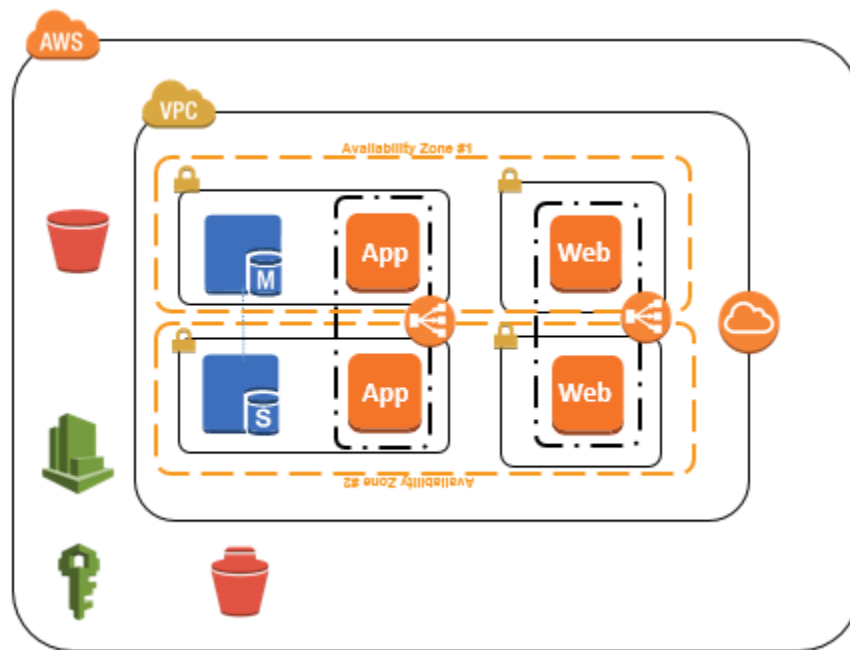 AWS
VPC
Availability Zone #1
M
App
Web
S
App
Web
Availability Zone #2